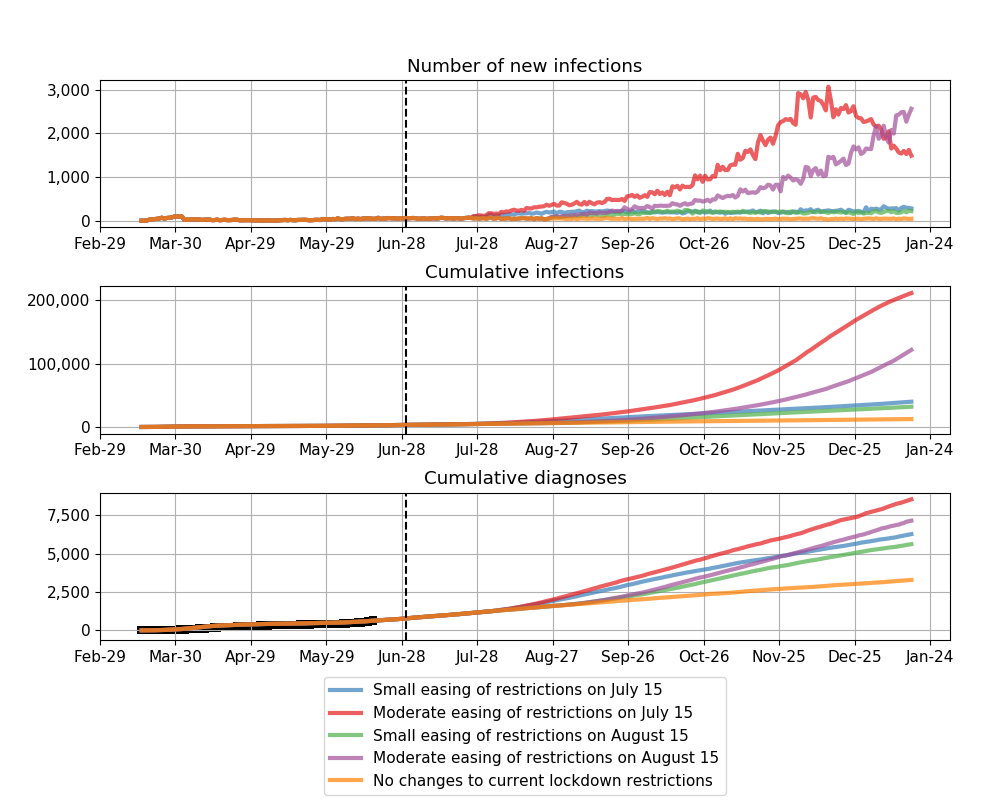 Number of new infections
3,000
2,000
1,000
0
Feb-29 Mar-30 Apr-29 May-29 Jun-28 Jul-28 Aug-27 Sep-26 Oct-26 Nov-25 Dec-25 Jan-24
Cumulative infections
200,000
100,000
0
Feb-29 Mar-30 Apr-29 May-29 Jun-28 Jul-28 Aug-27 Sep-26 Oct-26 Nov-25 Dec-25 Jan-24
Cumulative diagnoses
7,500
5,000
2,500
0
Feb-29 Mar-30 Apr-29 May-29 Jun-28 Jul-28 Aug-27 Sep-26 Oct-26 Nov-25 Dec-25 Jan-24
Small easing of restrictions on July 15
Moderate easing of restrictions on July 15
Small easing of restrictions on August 15
Moderate easing of restrictions on August 15
No changes to current lockdown restrictions